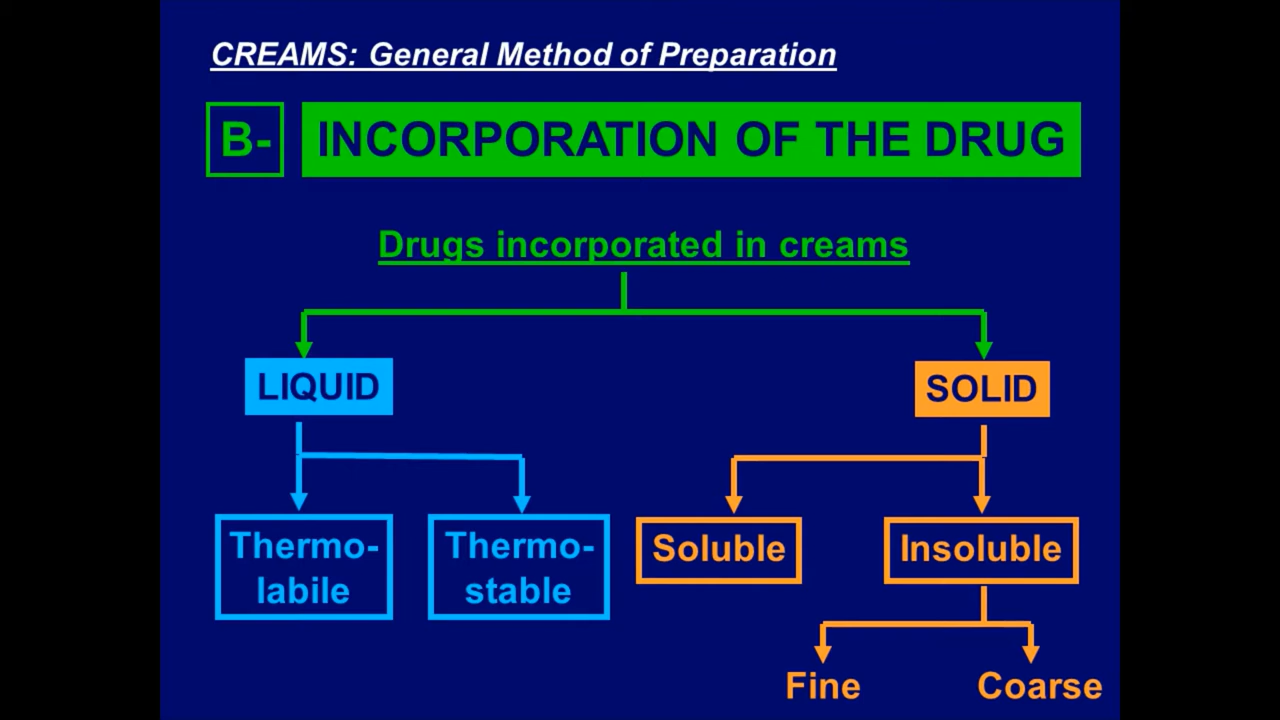 CREAMS: General Method of Preparation
B- INCORPORATION OF THE DRUG
Drugs incorporated in creams
LIQUID
SOLID
Thermo-
labile
Thermo-
stable
Soluble
Insoluble
Fine
Coarse